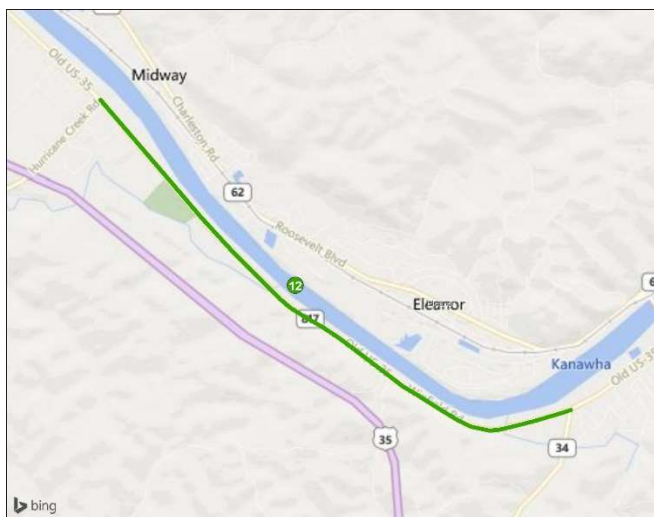 Midway
Old US-35
Charleston Rd
Hurricane Creek Rd
62
Roosevelt Blvd
12
Eleanor
817
Kanawha
Old US-35
35
34
bing